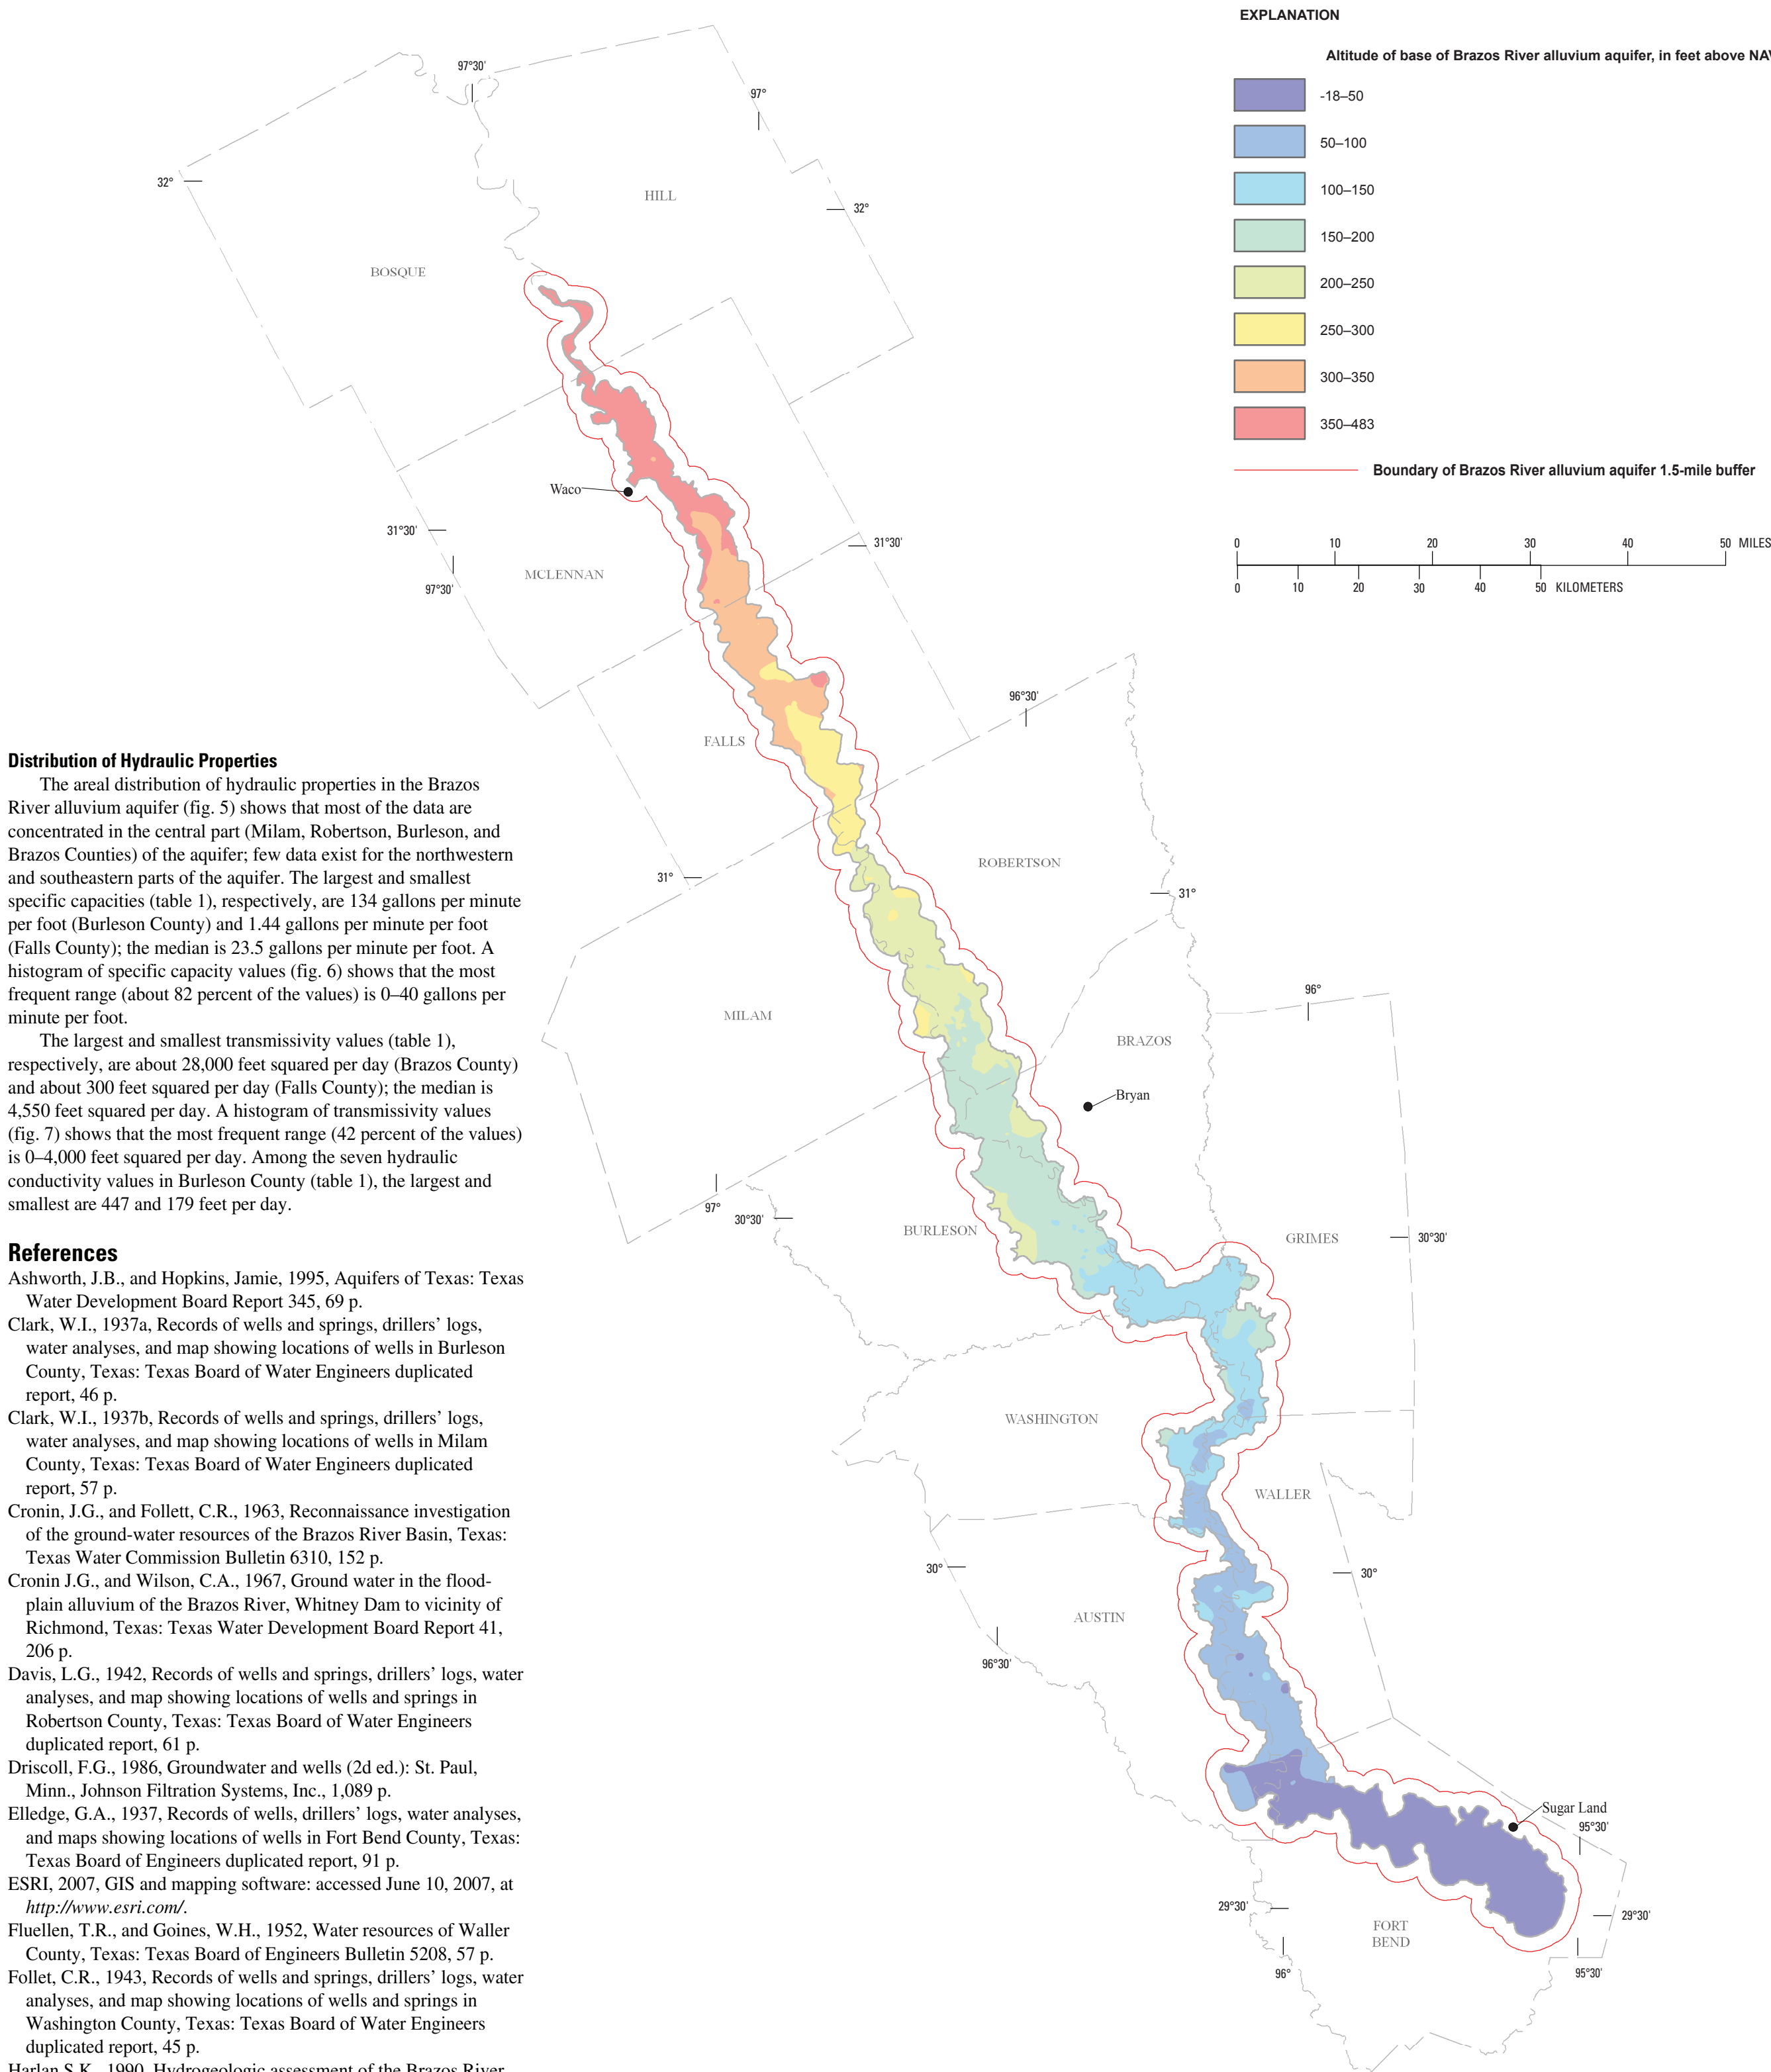 EXPLANATION
Altitude of base of Brazos River alluvium aquifer, in feet above NAV
-18–50
50–100
100–150
150–200
200–250
250–300
300–350
350–483
Boundary of Brazos River alluvium aquifer 1.5-mile buffer
0 10 20 30 40 50 MILES
0 10 20 30 40 50 KILOMETERS
97°30'
97°
32°
HILL
32°
BOSQUE
Waco
31°30'
31°30'
MCLENNAN
97°30'
96°30'
FALLS
ROBERTSON
31°
31°
96°
MILAM
BRAZOS
Bryan
97°
30°30'
BURLESON
GRIMES
30°30'
WASHINGTON
WALLER
30°
30°
AUSTIN
96°30'
Sugar Land
95°30'
29°30'
29°30'
FORT
BEND
96°
95°30'
Distribution of Hydraulic Properties
The areal distribution of hydraulic properties in the Brazos
River alluvium aquifer (fig. 5) shows that most of the data are
concentrated in the central part (Milam, Robertson, Burleson, and
Brazos Counties) of the aquifer; few data exist for the northwestern
and southeastern parts of the aquifer. The largest and smallest
specific capacities (table 1), respectively, are 134 gallons per minute
per foot (Burleson County) and 1.44 gallons per minute per foot
(Falls County); the median is 23.5 gallons per minute per foot. A
histogram of specific capacity values (fig. 6) shows that the most
frequent range (about 82 percent of the values) is 0–40 gallons per
minute per foot.
The largest and smallest transmissivity values (table 1),
respectively, are about 28,000 feet squared per day (Brazos County)
and about 300 feet squared per day (Falls County); the median is
4,550 feet squared per day. A histogram of transmissivity values
(fig. 7) shows that the most frequent range (42 percent of the values)
is 0–4,000 feet squared per day. Among the seven hydraulic
conductivity values in Burleson County (table 1), the largest and
smallest are 447 and 179 feet per day.
References
Ashworth, J.B., and Hopkins, Jamie, 1995, Aquifers of Texas: Texas
Water Development Board Report 345, 69 p.
Clark, W.I., 1937a, Records of wells and springs, drillers' logs,
water analyses, and map showing locations of wells in Burleson
County, Texas: Texas Board of Water Engineers duplicated
report, 46 p.
Clark, W.I., 1937b, Records of wells and springs, drillers' logs,
water analyses, and map showing locations of wells in Milam
County, Texas: Texas Board of Water Engineers duplicated
report, 57 p.
Cronin, J.G., and Follett, C.R., 1963, Reconnaissance investigation
of the ground-water resources of the Brazos River Basin, Texas:
Texas Water Commission Bulletin 6310, 152 p.
Cronin J.G., and Wilson, C.A., 1967, Ground water in the flood-
plain alluvium of the Brazos River, Whitney Dam to vicinity of
Richmond, Texas: Texas Water Development Board Report 41,
206 p.
Davis, L.G., 1942, Records of wells and springs, drillers' logs, water
analyses, and map showing locations of wells and springs in
Robertson County, Texas: Texas Board of Water Engineers
duplicated report, 61 p.
Driscoll, F.G., 1986, Groundwater and wells (2d ed.): St. Paul,
Minn., Johnson Filtration Systems, Inc., 1,089 p.
Elledge, G.A., 1937, Records of wells, drillers' logs, water analyses,
and maps showing locations of wells in Fort Bend County, Texas:
Texas Board of Engineers duplicated report, 91 p.
ESRI, 2007, GIS and mapping software: accessed June 10, 2007, at
http://www.esri.com/.
Fluellen, T.R., and Goines, W.H., 1952, Water resources of Waller
County, Texas: Texas Board of Engineers Bulletin 5208, 57 p.
Follet, C.R., 1943, Records of wells and springs, drillers' logs, water
analyses, and map showing locations of wells and springs in
Washington County, Texas: Texas Board of Water Engineers
duplicated report, 45 p.
Harlan S.K., 1990, Hydrogeologic assessment of the Brazos River